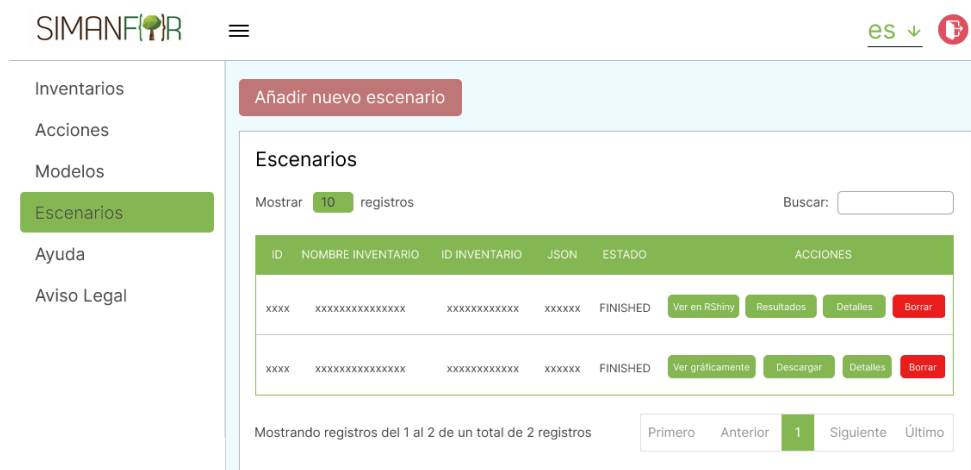 SIMANFOR
es
Inventarios
Acciones
Modelos
Escenarios
Ayuda
Aviso Legal
Añadir nuevo escenario
Escenarios
Mostrar 10 registros
Buscar:
ID NOMBRE INVENTARIO ID INVENTARIO JSON ESTADO ACCIONES
xxxx xxxxxxxxxxxxxxx xxxxxxxxxxxx xxxxxx FINISHED Ver en RShiny Resultados Detalles Borrar
xxxx xxxxxxxxxxxxxxx xxxxxxxxxxxx xxxxxx FINISHED Ver gráficamente Descargar Detalles Borrar
Mostrando registros del 1 al 2 de un total de 2 registros
Primero Anterior 1 Siguiente Último